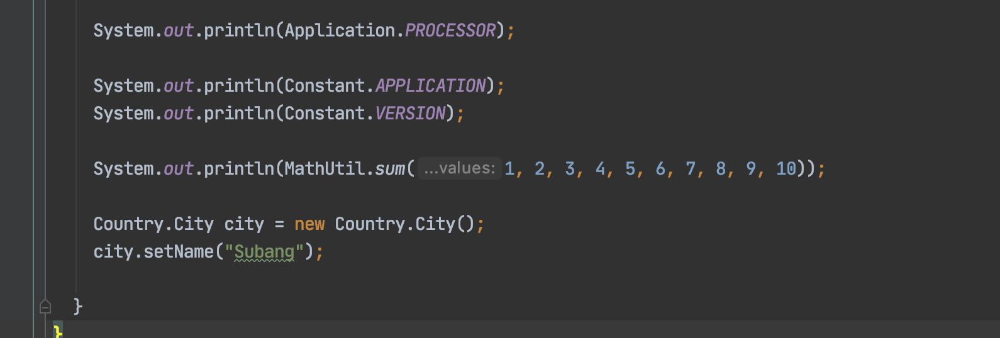 System.out.println(Application.PROCESSOR);
System.out.println(Constant.APPLICATION);
System.out.println(Constant.VERSION);
System.out.println(MathUtil.sum( ...values: 1, 2, 3, 4, 5, 6, 7, 8, 9, 10));
Country.City city = new Country.City();
city.setName("Subang");
}
}